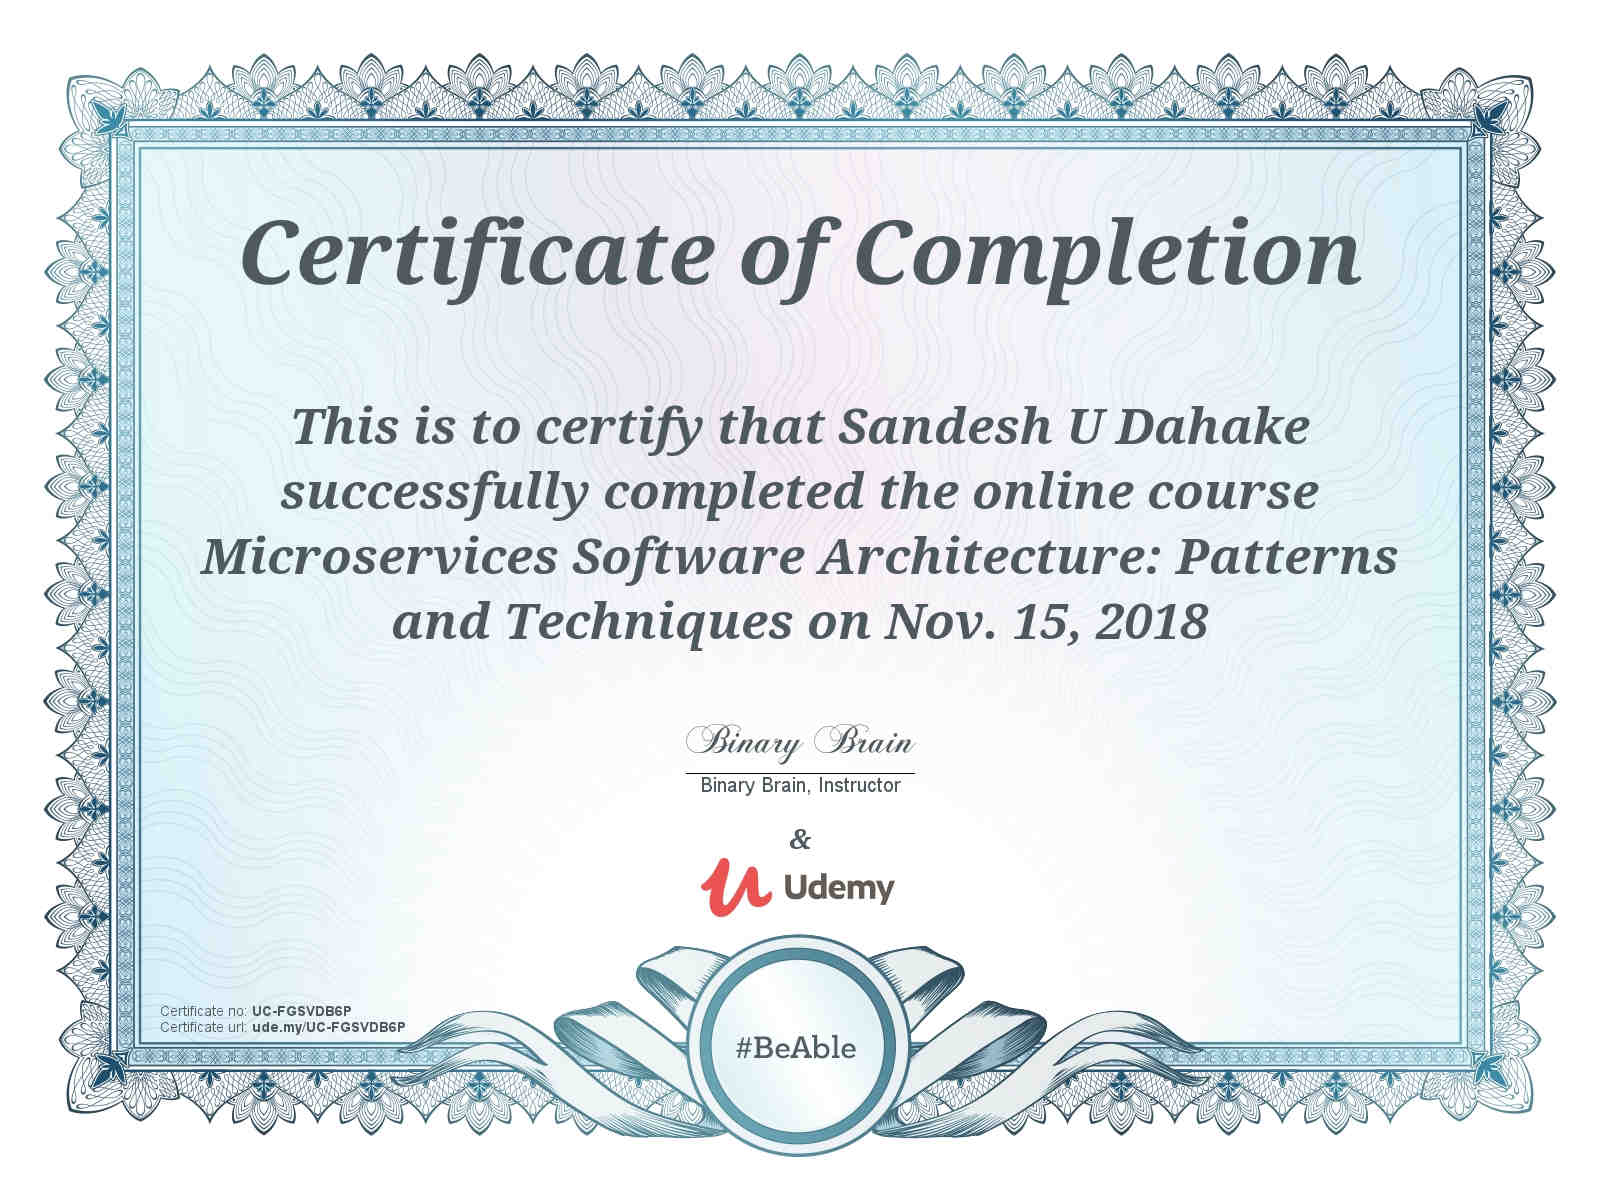 Certificate of Completion
This is to certify that Sandesh U Dahake
successfully completed the online course
Microservices Software Architecture: Patterns
and Techniques on Nov. 15, 2018
Binary Brain
Binary Brain, Instructor
&
Udemy
Certificate no: UC-FGSVDB6P
Certificate url: ude.my/UC-FGSVDB6P
#BeAble